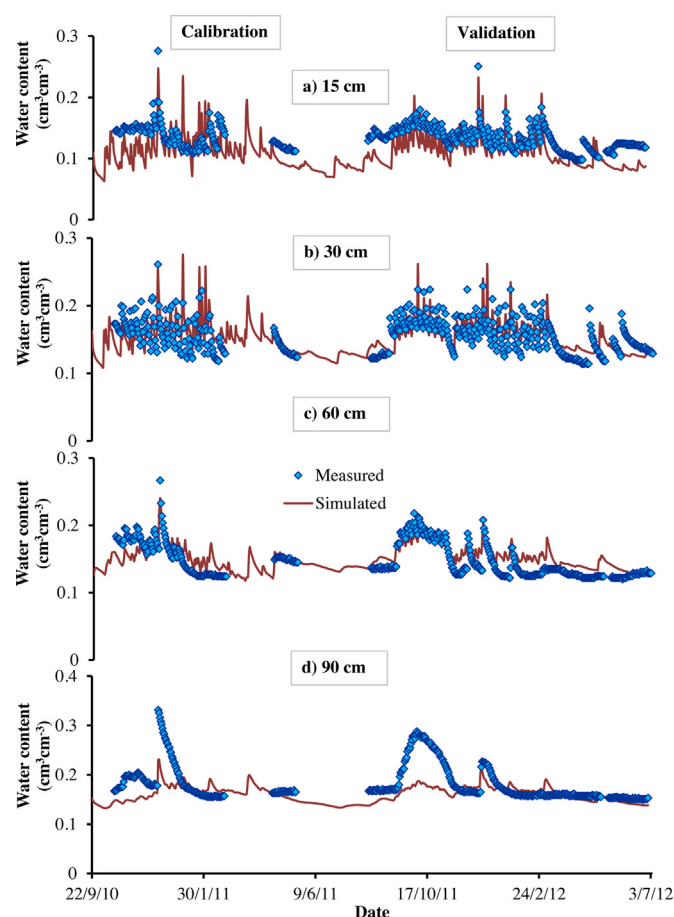 Calibration
Validation
a) 15 cm
Water content
(cm³cm⁻³)
0.3
0.2
0.1
0
b) 30 cm
Water content
(cm³cm⁻³)
0.3
0.2
0.1
0
c) 60 cm
Measured
Simulated
Water content
(cm³cm⁻³)
0.3
0.2
0.1
0
d) 90 cm
Water content
(cm³cm⁻³)
0.4
0.3
0.2
0.1
0
22/9/10 30/1/11 9/6/11 17/10/11 24/2/12 3/7/12
Date